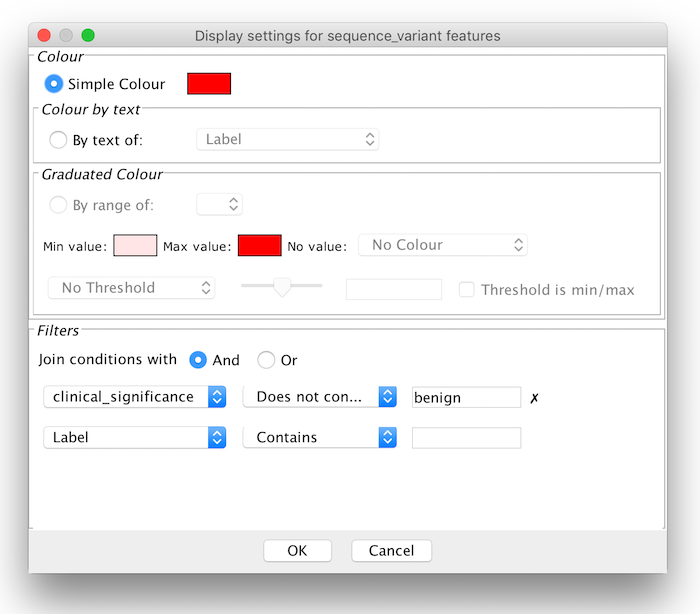 Display settings for sequence_variant features
Colour
Simple Colour
Colour by text
By text of: Label
Graduated Colour
By range of:
Min value: Max value: No value: No Colour
No Threshold Threshold is min/max
Filters
Join conditions with And Or
clinical_significance Does not con... benign ✗
Label Contains
OK Cancel